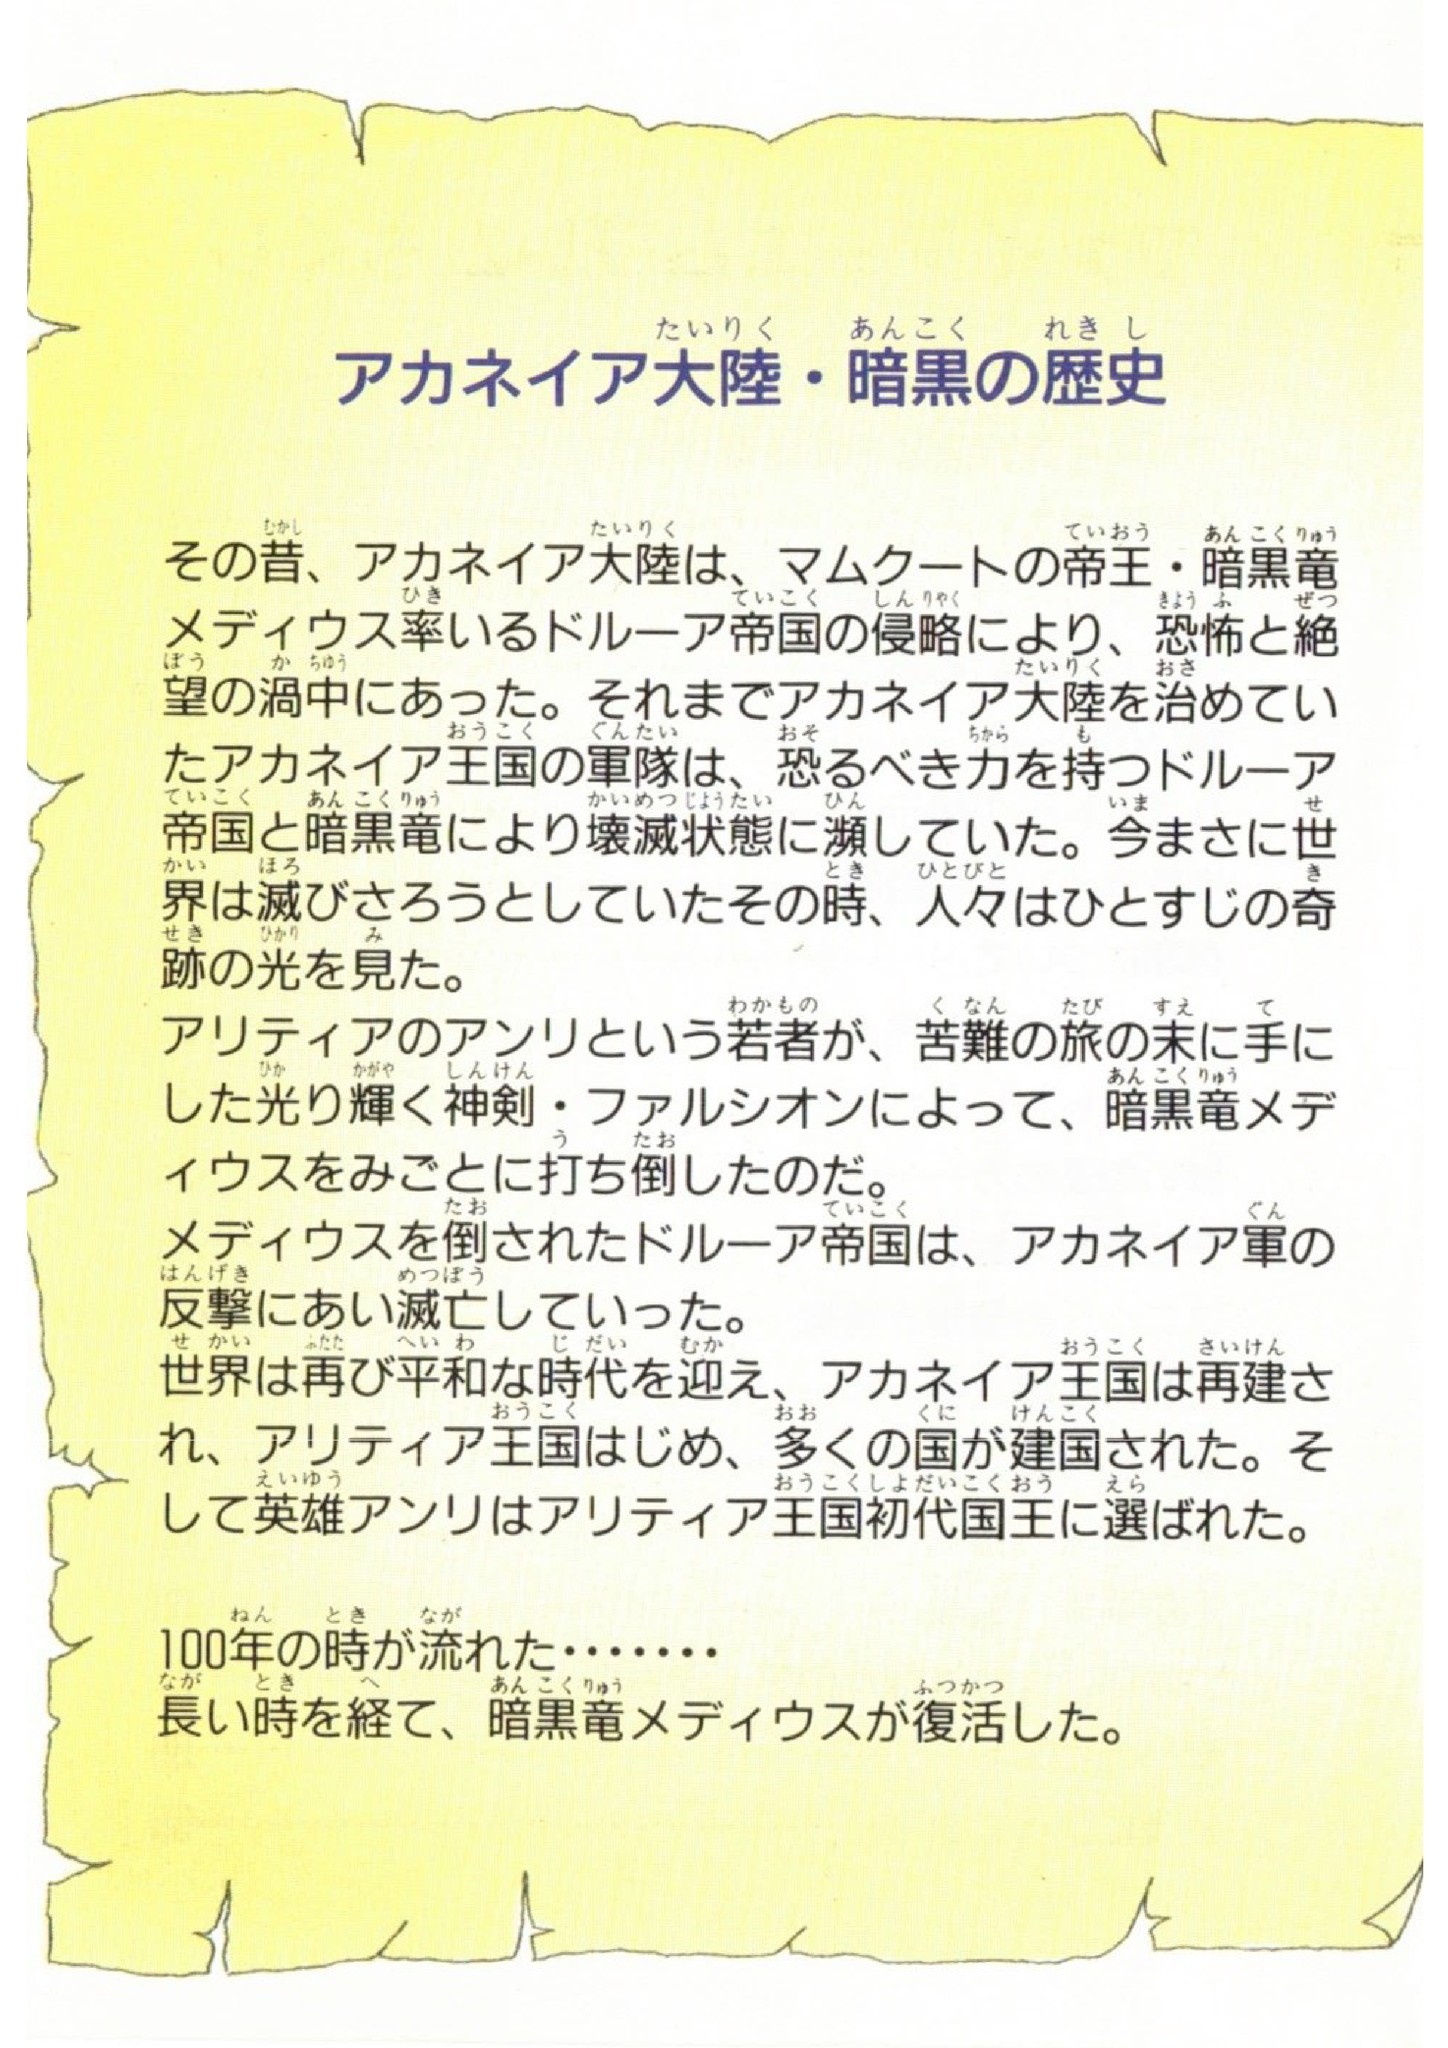 アカネイア大陸・暗黒の歴史
その昔、アカネイア大陸は、マムクートの帝王・暗黒竜
メディウス率いるドルーア帝国の侵略により、恐怖と絶
望の渦中にあった。それまでアカネイア大陸を治めてい
たアカネイア王国の軍隊は、恐るべき力を持つドルーア
帝国と暗黒竜により壊滅状態に瀕していた。今まさに世
界は滅びさろうとしていたその時、人々はひとすじの奇
跡の光を見た。
アリティアのアンリという若者が、苦難の旅の末に手に
した光り輝く神剣・ファルシオンによって、暗黒竜メデ
ィウスをみごとに打ち倒したのだ。
メディウスを倒されたドルーア帝国は、アカネイア軍の
反撃にあい滅亡していった。
世界は再び平和な時代を迎え、アカネイア王国は再建さ
れ、アリティア王国はじめ、多くの国が建国された。そ
して英雄アンリはアリティア王国初代国王に選ばれた。
100年の時が流れた・・・・・・・
長い時を経て、暗黒竜メディウスが復活した。